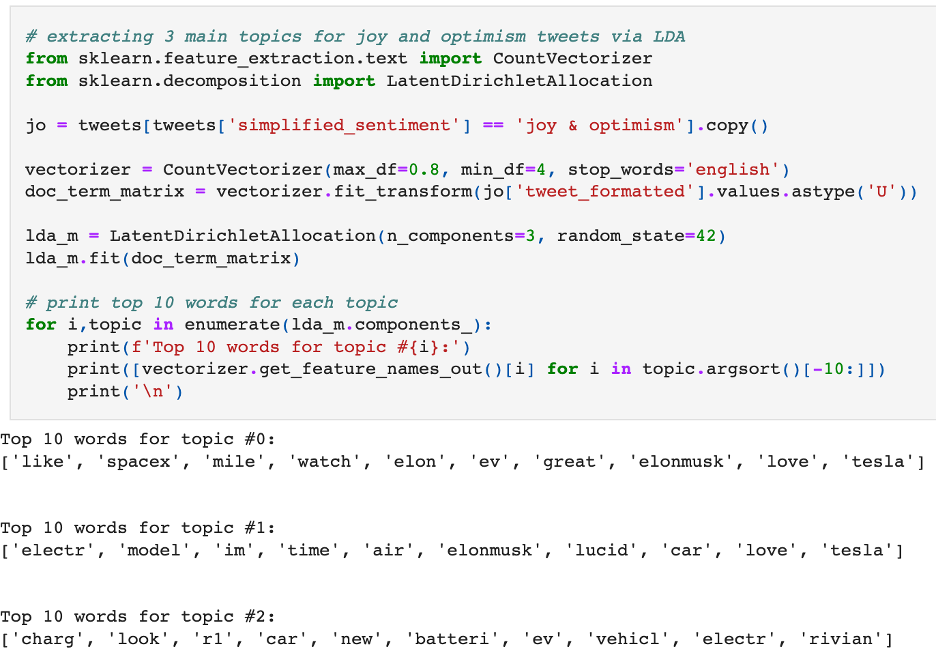 # extracting 3 main topics for joy and optimism tweets via LDA
from sklearn.feature_extraction.text import CountVectorizer
from sklearn.decomposition import LatentDirichletAllocation
jo = tweets[tweets['simplified_sentiment'] == 'joy & optimism'].copy()
vectorizer = CountVectorizer(max_df=0.8, min_df=4, stop_words='english')
doc_term_matrix = vectorizer.fit_transform(jo['tweet_formatted'].values.astype('U'))
lda_m = LatentDirichletAllocation(n_components=3, random_state=42)
lda_m.fit(doc_term_matrix)
# print top 10 words for each topic
for i,topic in enumerate(lda_m.components_):
    print(f'Top 10 words for topic #{i}:')
    print([vectorizer.get_feature_names_out()[i] for i in topic.argsort()[-10:]])
    print('\n')
Top 10 words for topic #0:
['like', 'spacex', 'mile', 'watch', 'elon', 'ev', 'great', 'elonmusk', 'love', 'tesla']
Top 10 words for topic #1:
['electr', 'model', 'im', 'time', 'air', 'elonmusk', 'lucid', 'car', 'love', 'tesla']
Top 10 words for topic #2:
['charg', 'look', 'r1', 'car', 'new', 'batteri', 'ev', 'vehicl', 'electr', 'rivian']